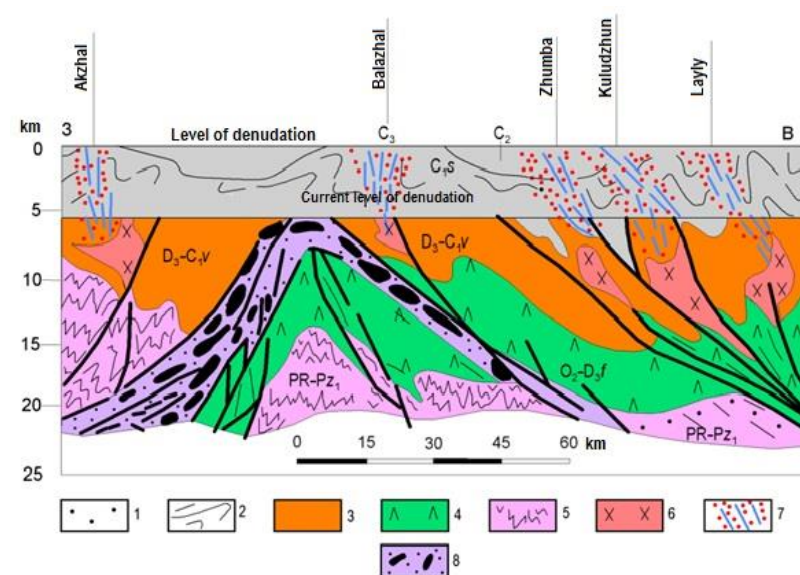 Akzhal
Balazhal
Zhumba
Kuludzhun
Layly
km
З
Level of denudation
C₃
C₂
В
0
C₁s
Current level of denudation
5
D₃-C₁v
D₃-C₁v
10
15
O₂-D₃f
PR-Pz₁
20
PR-Pz₁
0 15 30 45 60 km
25
1 2 3 4 5 6 7
8